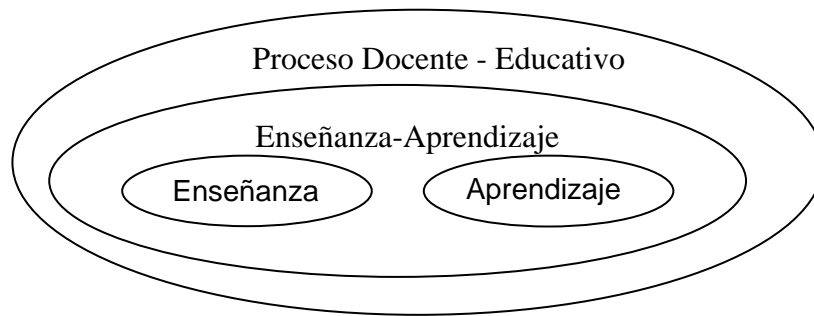 Proceso Docente - Educativo
Enseñanza-Aprendizaje
Enseñanza
Aprendizaje